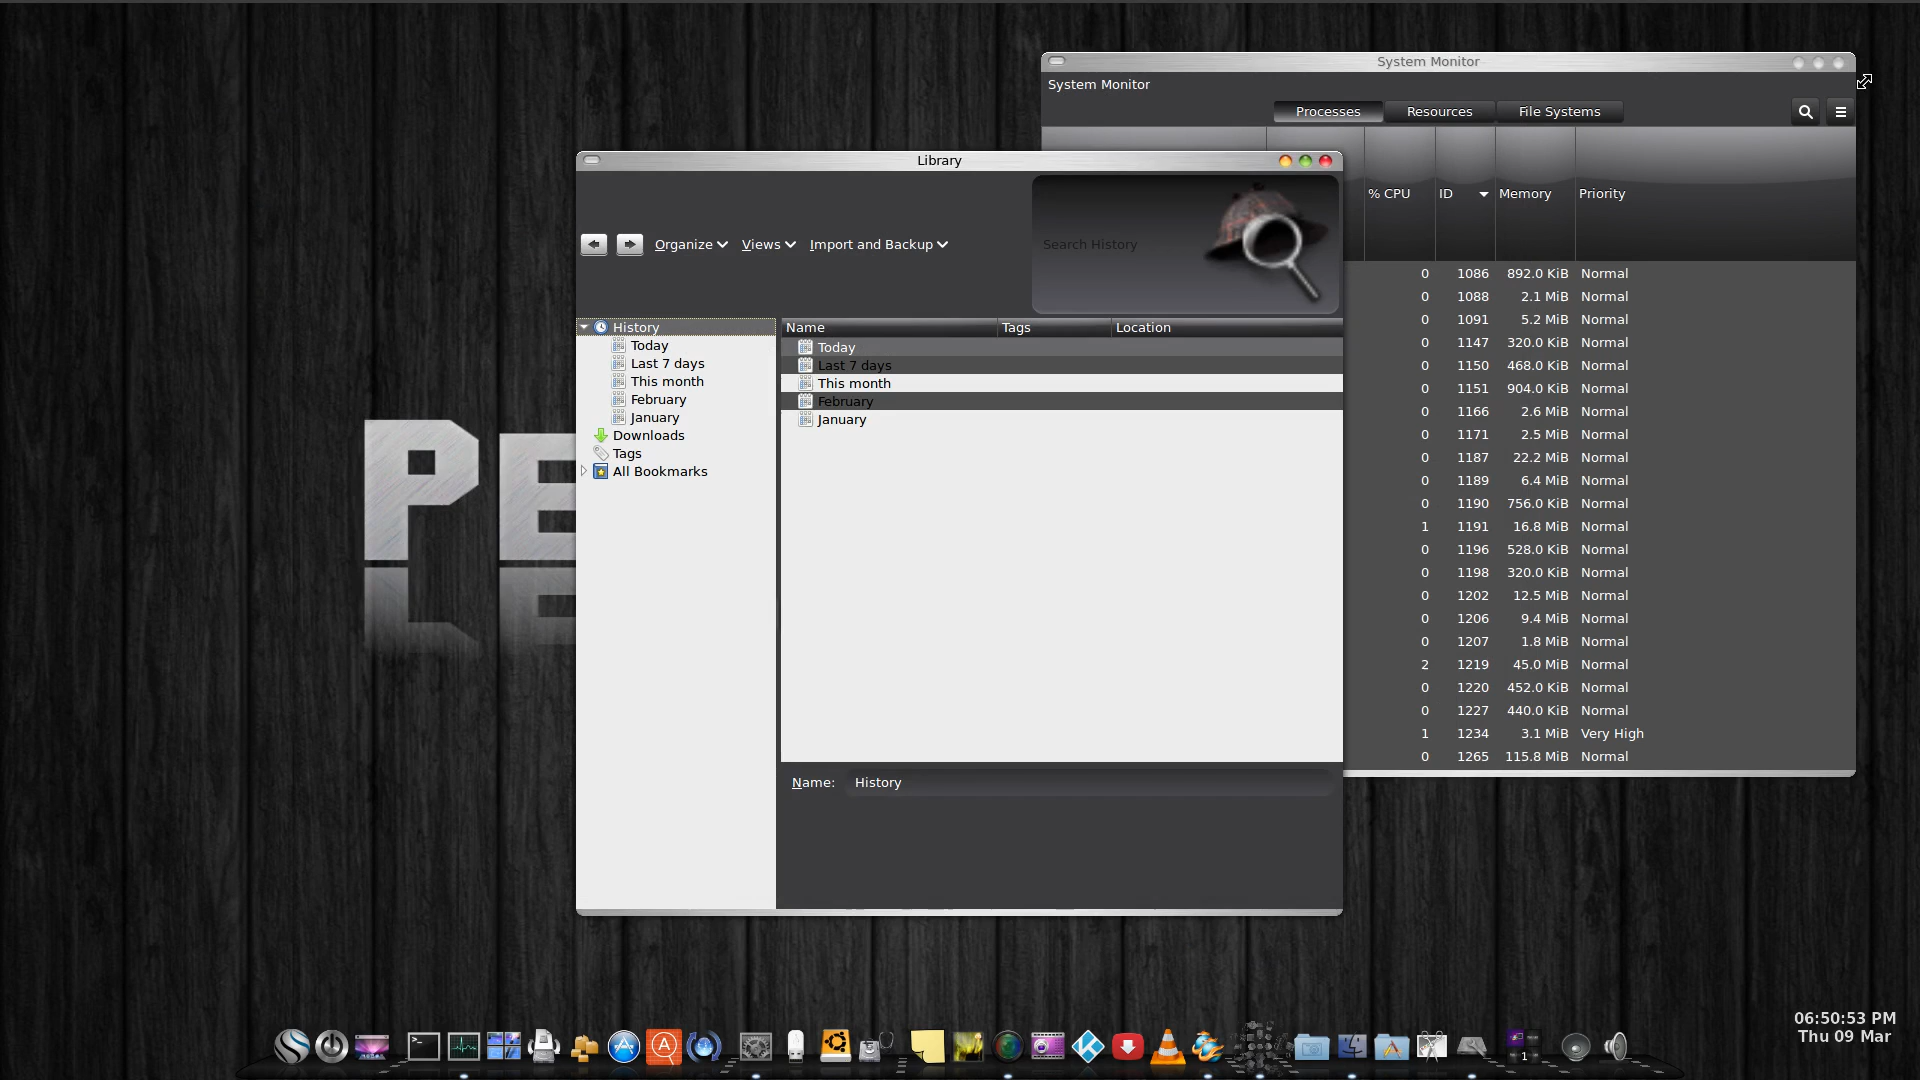 System Monitor
System Monitor
Processes Resources File Systems
% CPU ID Memory Priority
0 1086 892.0 KiB Normal
0 1088 2.1 MiB Normal
0 1091 5.2 MiB Normal
0 1147 320.0 KiB Normal
0 1150 468.0 KiB Normal
0 1151 904.0 KiB Normal
0 1166 2.6 MiB Normal
0 1171 2.5 MiB Normal
0 1187 22.2 MiB Normal
0 1189 6.4 MiB Normal
0 1190 756.0 KiB Normal
1 1191 16.8 MiB Normal
0 1196 528.0 KiB Normal
0 1198 320.0 KiB Normal
0 1202 12.5 MiB Normal
0 1206 9.4 MiB Normal
0 1207 1.8 MiB Normal
2 1219 45.0 MiB Normal
0 1220 452.0 KiB Normal
0 1227 440.0 KiB Normal
1 1234 3.1 MiB Very High
0 1265 115.8 MiB Normal
Library
Organize Views Import and Backup
Search History
History
Today
Last 7 days
This month
February
January
Downloads
Tags
All Bookmarks
Name Tags Location
Today
Last 7 days
This month
February
January
Name: History
PE
1
06:50:53 PM
Thu 09 Mar